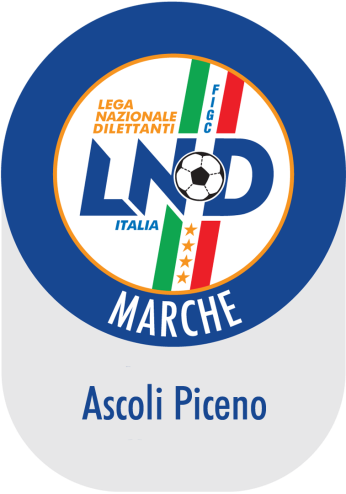 LEGA
NAZIONALE
DILETTANTI
FIGC
LND
ITALIA
MARCHE
Ascoli Piceno